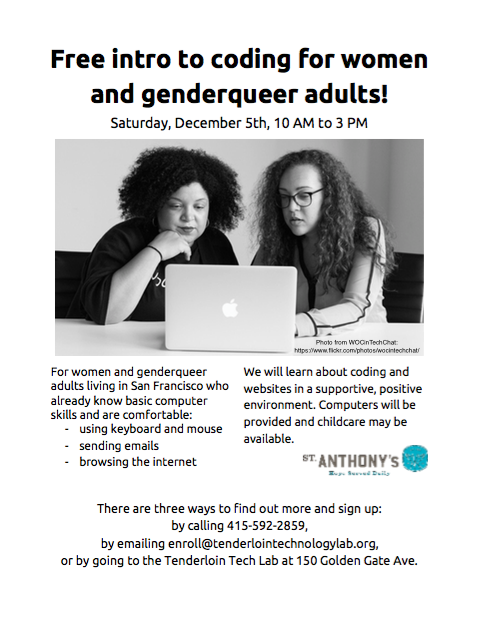 Free intro to coding for women
and genderqueer adults!
Saturday, December 5th, 10 AM to 3 PM
Photo from WOCinTechChat:
https://www.flickr.com/photos/wocintechchat/
For women and genderqueer
adults living in San Francisco who
already know basic computer
skills and are comfortable:
- using keyboard and mouse
- sending emails
- browsing the internet
We will learn about coding and
websites in a supportive, positive
environment. Computers will be
provided and childcare may be
available.
ST. ANTHONY'S
Hope Served Daily
There are three ways to find out more and sign up:
by calling 415-592-2859,
by emailing enroll@tenderlointechnologylab.org,
or by going to the Tenderloin Tech Lab at 150 Golden Gate Ave.